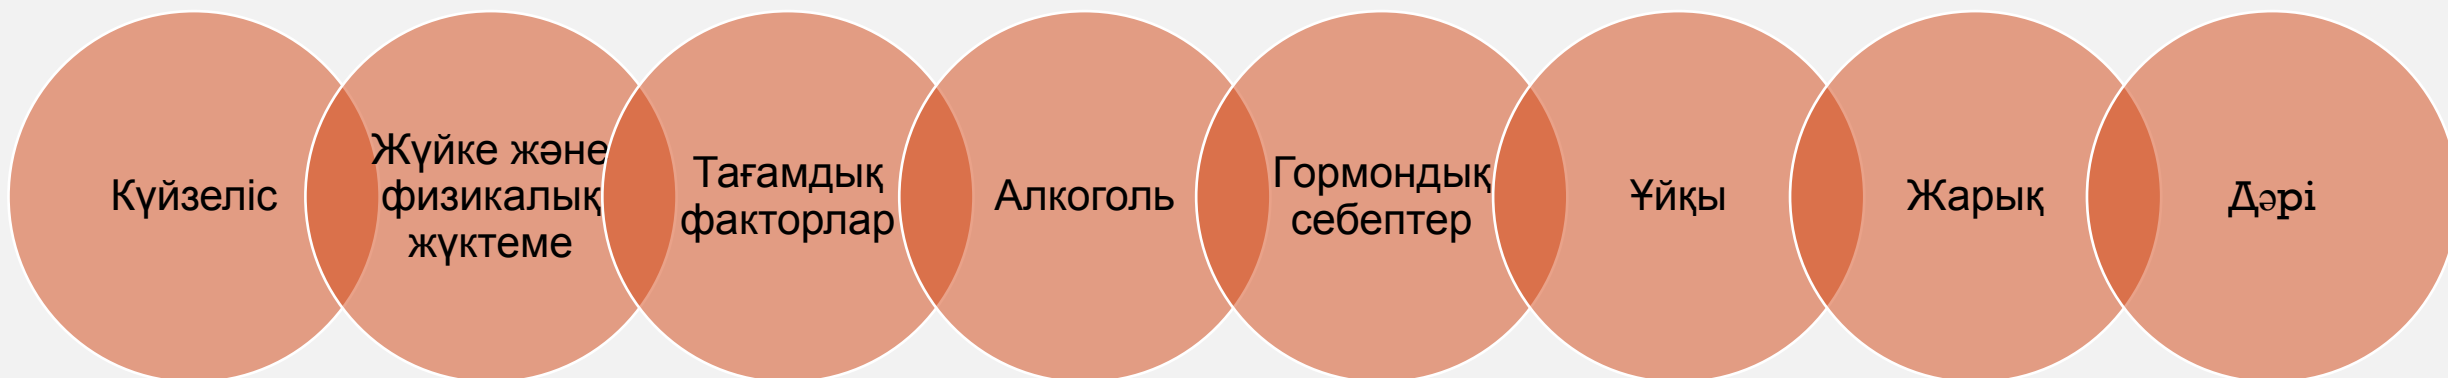 Күйзеліс
Жүйке және
физикалық
жүктеме
Тағамдық
факторлар
Алкоголь
Гормондық
себептер
Ұйқы
Жарық
Дәрі